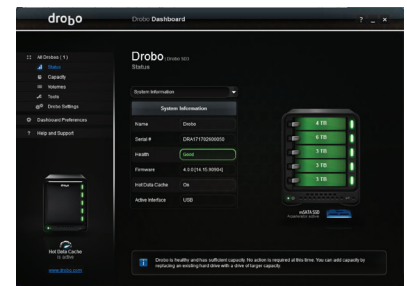 drobo
Drobo Dashboard
? _ x
All Drobos ( 1 )
Status
Capacity
Volumes
Tools
Drobo Settings
Dashboard Preferences
? Help and Support
Drobo
Status
System Information
System Information
Name Drobo
Serial #
Health Good
Firmware
Hot Data Cache On
Active Interface USB
4 TB
6 TB
3 TB
3 TB
3 TB
mSATA SSD
Accelerator active
Hot Data Cache
is active
www.drobo.com
Drobo is healthy and has sufficient capacity. No action is required at this time. You can add capacity by
replacing an existing hard drive with a drive of larger capacity.